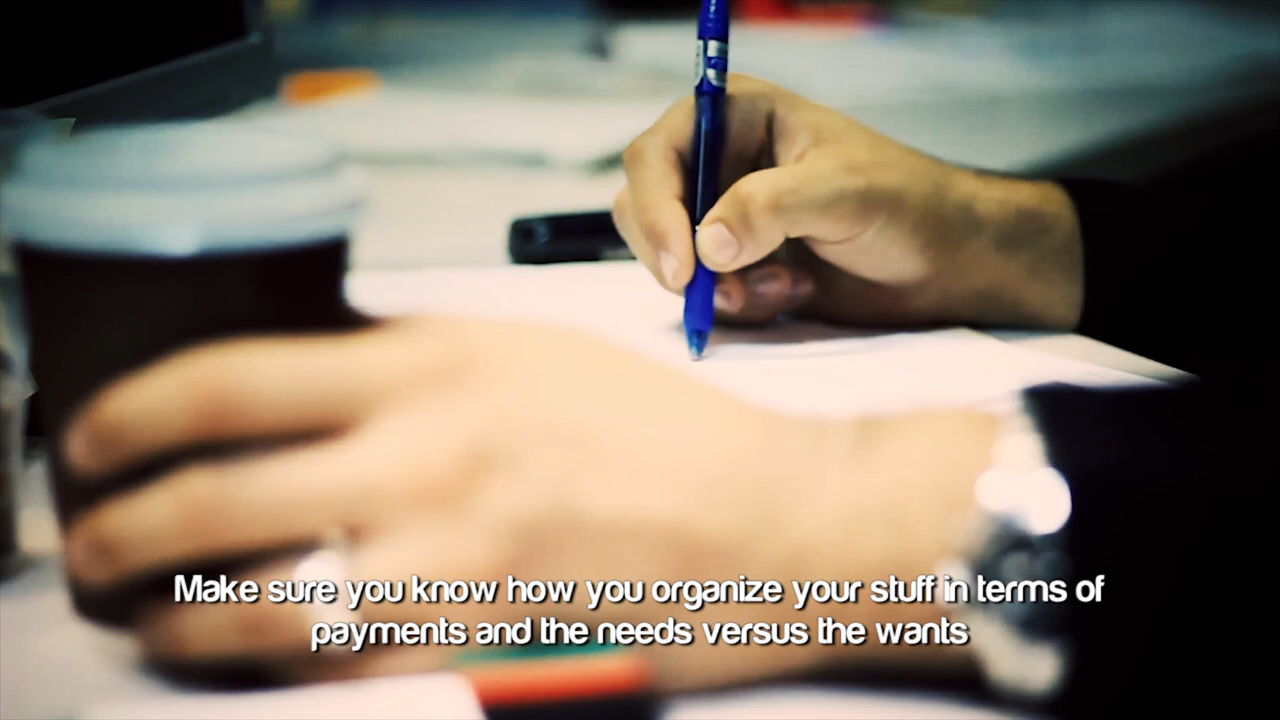 Make sure you know how you organize your stuff in terms of
payments and the needs versus the wants